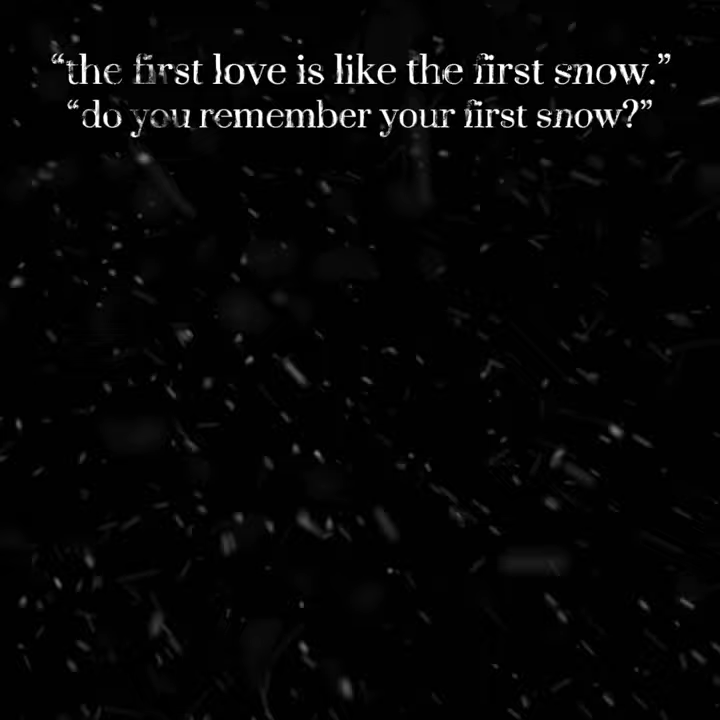 “the first love is like the first snow.”
“do you remember your first snow?”